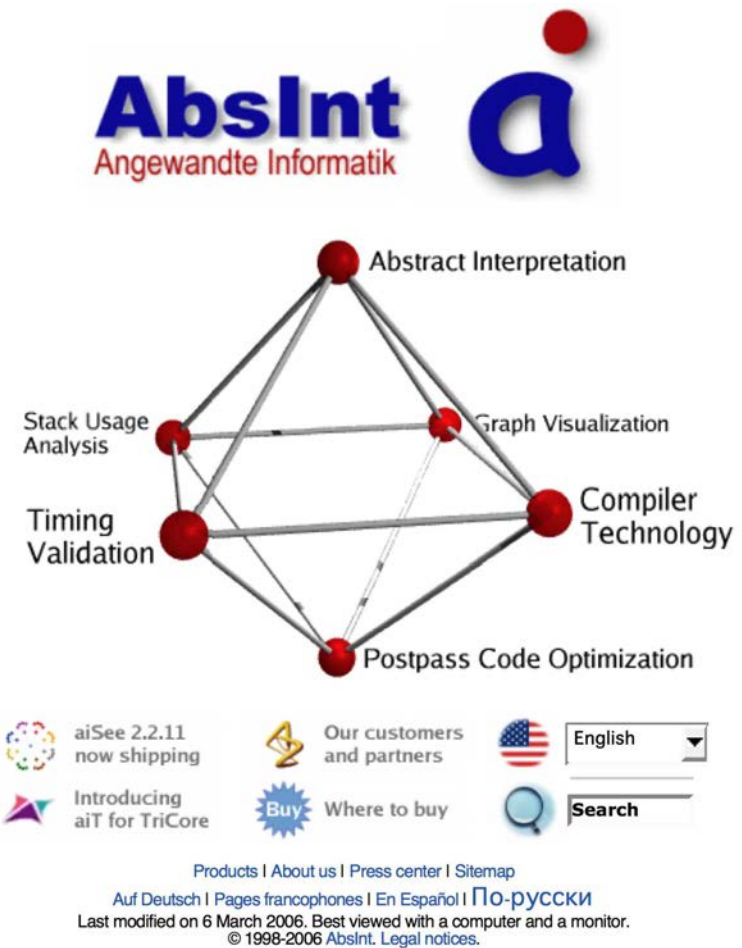 AbsInt
Angewandte Informatik
Abstract Interpretation
Stack Usage
Analysis
Graph Visualization
Timing
Validation
Compiler
Technology
Postpass Code Optimization
aiSee 2.2.11
now shipping
Our customers
and partners
English
Introducing
aiT for TriCore
Buy
Where to buy
Search
Products | About us | Press center | Sitemap
Auf Deutsch | Pages francophones | En Español | По-русски
Last modified on 6 March 2006. Best viewed with a computer and a monitor.
© 1998-2006 AbsInt. Legal notices.